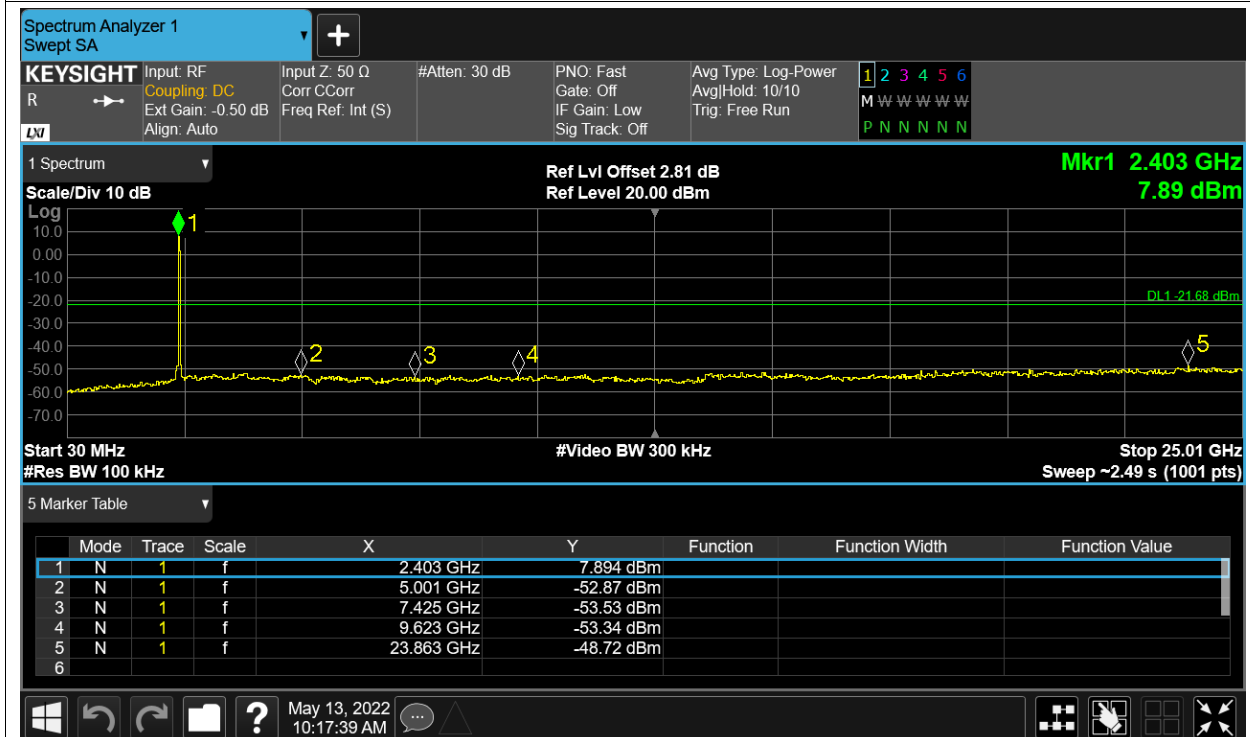 Spectrum Analyzer 1
Swept SA
+
KEYSIGHT Input: RF Input Z: 50 Ω #Atten: 30 dB PNO: Fast Avg Type: Log-Power 1 2 3 4 5 6
R Coupling: DC Corr CCorr Gate: Off Avg|Hold: 10/10 M W W W W W
Ext Gain: -0.50 dB Freq Ref: Int (S) IF Gain: Low Trig: Free Run
LXI Align: Auto Sig Track: Off P N N N N N
1 Spectrum Ref Lvl Offset 2.81 dB Mkr1 2.403 GHz
Scale/Div 10 dB Ref Level 20.00 dBm 7.89 dBm
Log
1
10.0
0.00
-10.0
-20.0 DL1 -21.68 dBm
-30.0
-40.0 2 3 4 5
-50.0
-60.0
-70.0
Start 30 MHz #Video BW 300 kHz Stop 25.01 GHz
#Res BW 100 kHz Sweep ~2.49 s (1001 pts)
5 Marker Table
Mode Trace Scale X Y Function Function Width Function Value
1 N 1 f 2.403 GHz 7.894 dBm
2 N 1 f 5.001 GHz -52.87 dBm
3 N 1 f 7.425 GHz -53.53 dBm
4 N 1 f 9.623 GHz -53.34 dBm
5 N 1 f 23.863 GHz -48.72 dBm
6
? May 13, 2022
10:17:39 AM